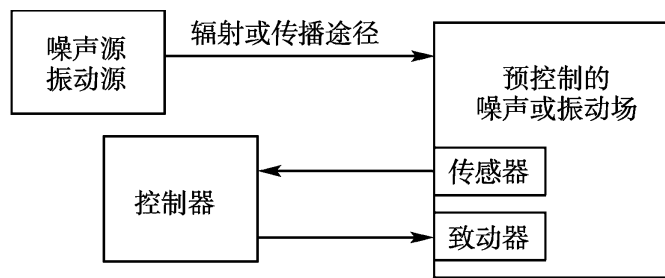 噪声源
振动源
辐射或传播途径
预控制的
噪声或振动场
传感器
控制器
致动器